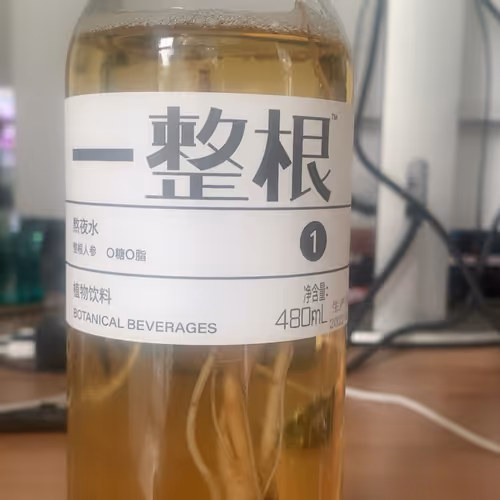 一整根™
熬夜水
整根人参 0糖0脂
1
植物饮料
BOTANICAL BEVERAGES
净含量:
480mL